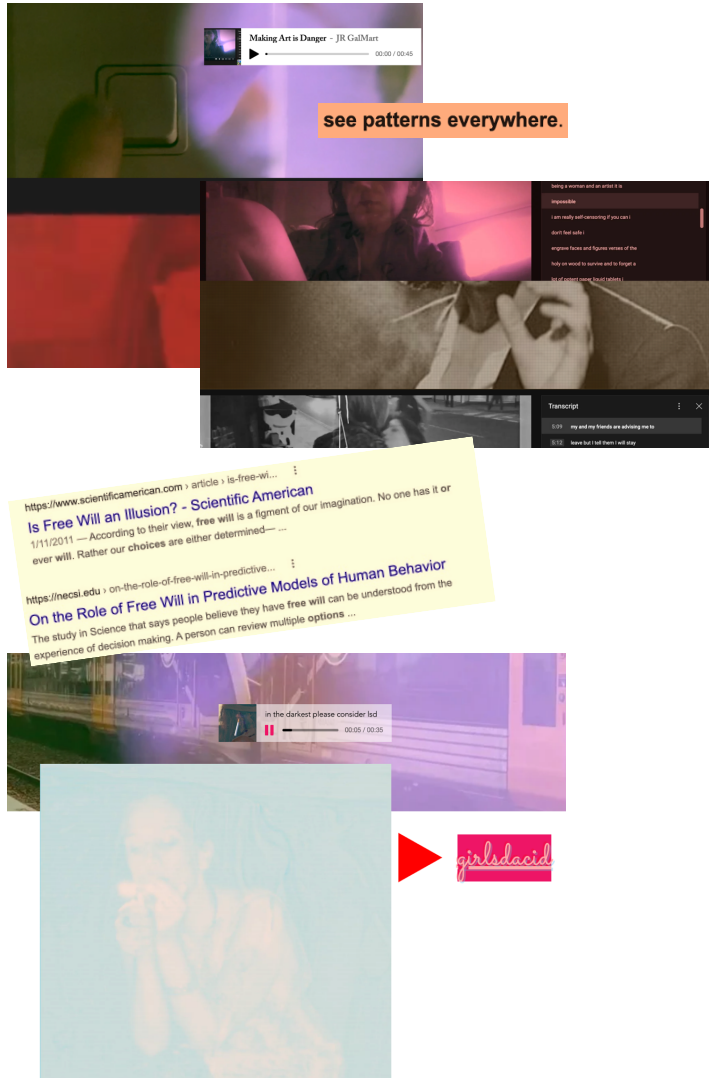 Making Art is Danger - JR GalMart
00:00 / 00:45
see patterns everywhere.
being a woman and an artist it is
impossible
i am really self-censoring if you can i
don't feel safe i
engrave faces and figures verses of the
holy on wood to survive and to forget a
lot of potent paper liquid tablets i
Transcript
5:09 my and my friends are advising me to
5:12 leave but I tell them I will stay
https://www.scientificamerican.com › article › is-free-wi...
Is Free Will an Illusion? - Scientific American
1/11/2011 — According to their view, free will is a figment of our imagination. No one has it or
ever will. Rather our choices are either determined— ...
https://necsi.edu › on-the-role-of-free-will-in-predictive...
On the Role of Free Will in Predictive Models of Human Behavior
The study in Science that says people believe they have free will can be understood from the
experience of decision making. A person can review multiple options ...
in the darkest please consider lsd
00:05 / 00:35
girlsdacid